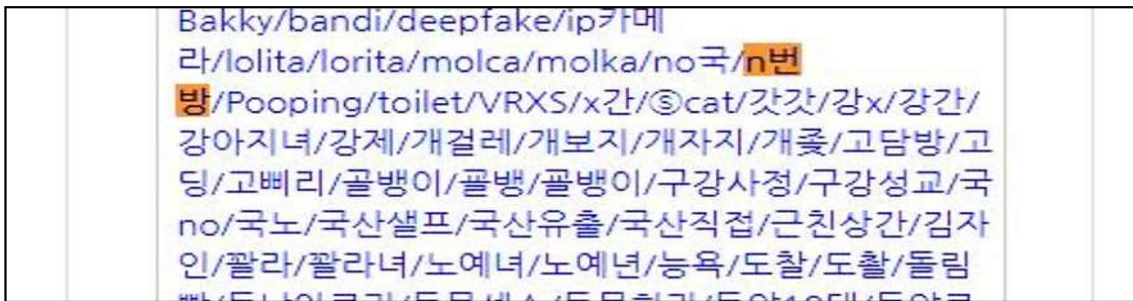 Bakky/bandi/deepfake/ip카메
라/lolita/lorita/molca/molka/no국/n번
방/Pooping/toilet/VRXS/x간/ⓢcat/갓갓/강x/강간/
강아지녀/강제/개걸레/개보지/개자지/개좆/고담방/고
딩/고삐리/골뱅이/꼴뱅/꼴뱅이/구강사정/구강성교/국
no/국노/국산샐프/국산유출/국산직접/근친상간/김자
인/꽐라/꽐라녀/노예녀/노예년/능욕/도찰/도촬/돌림